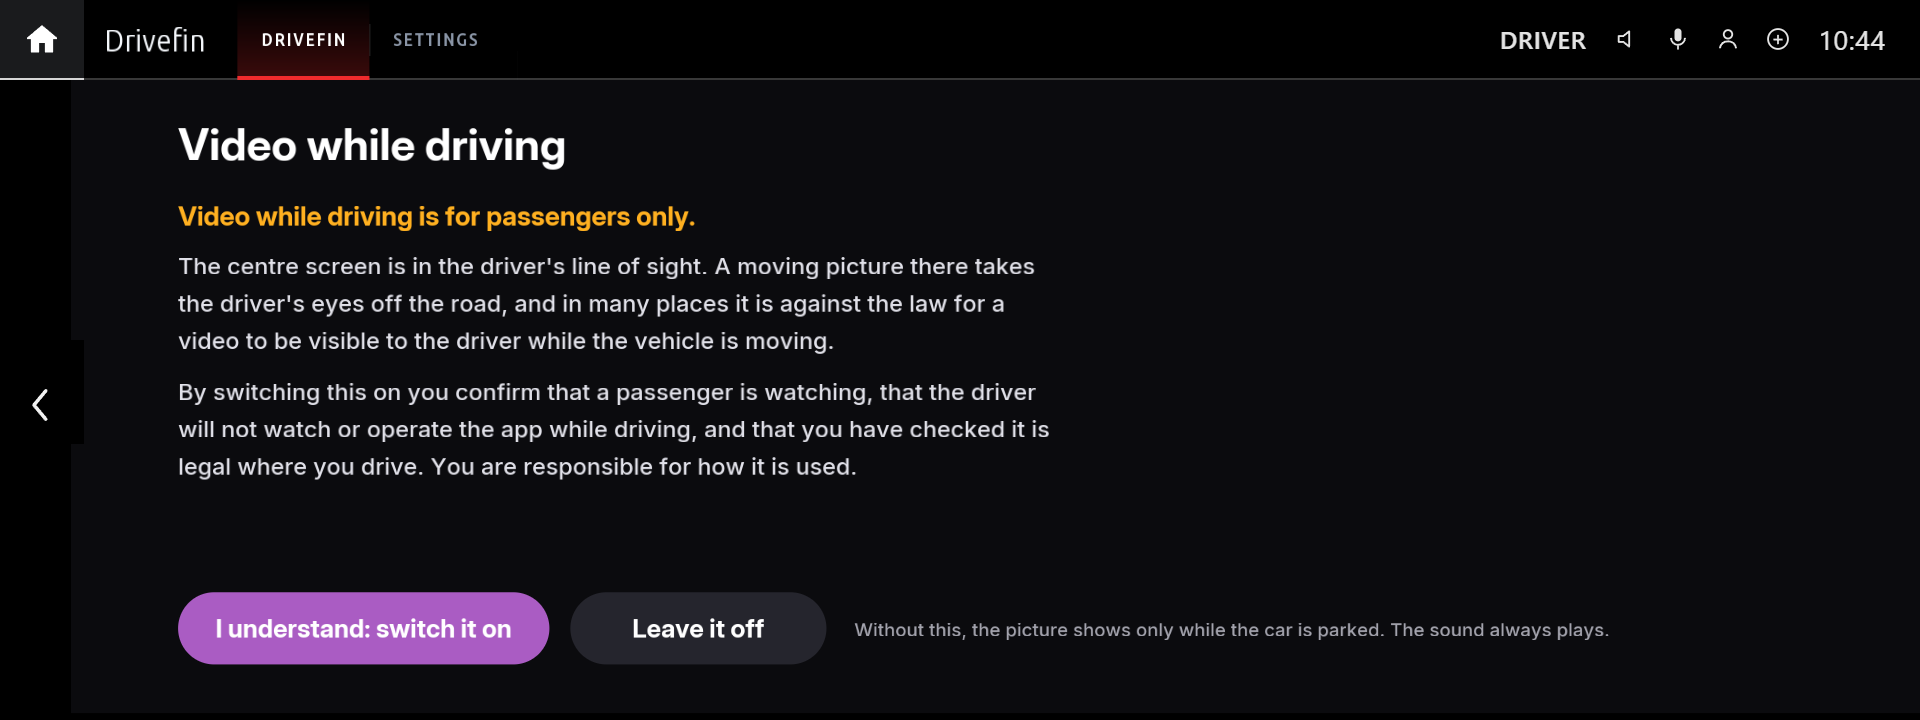 Drivefin
DRIVEFIN
SETTINGS
DRIVER
10:44
Video while driving
Video while driving is for passengers only.
The centre screen is in the driver's line of sight. A moving picture there takes
the driver's eyes off the road, and in many places it is against the law for a
video to be visible to the driver while the vehicle is moving.
By switching this on you confirm that a passenger is watching, that the driver
will not watch or operate the app while driving, and that you have checked it is
legal where you drive. You are responsible for how it is used.
I understand: switch it on
Leave it off
Without this, the picture shows only while the car is parked. The sound always plays.